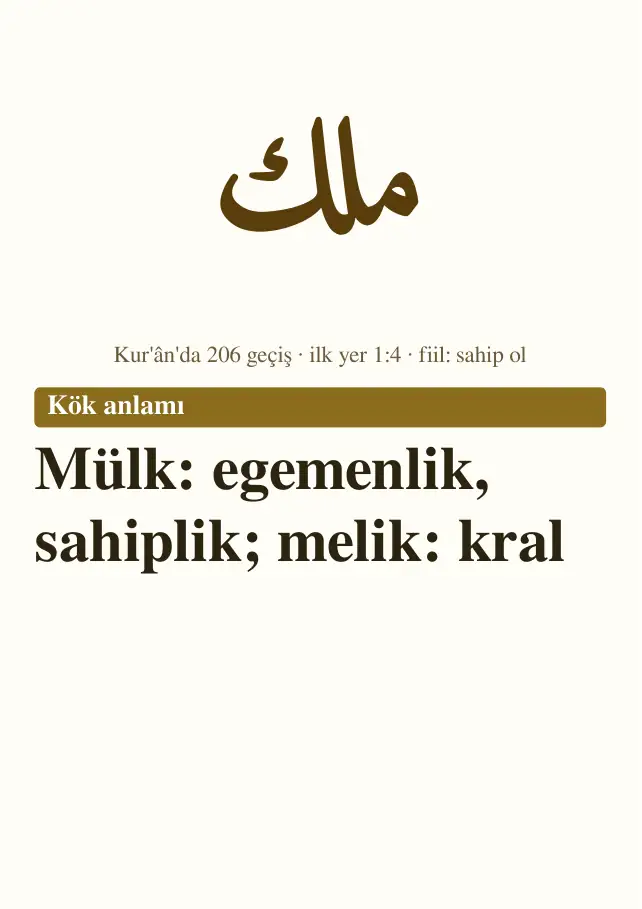 ملك
Kur'ân'da 206 geçiş · ilk yer 1:4 · fiil: sahip ol
Kök anlamı
Mülk: egemenlik,
sahiplik; melik: kral